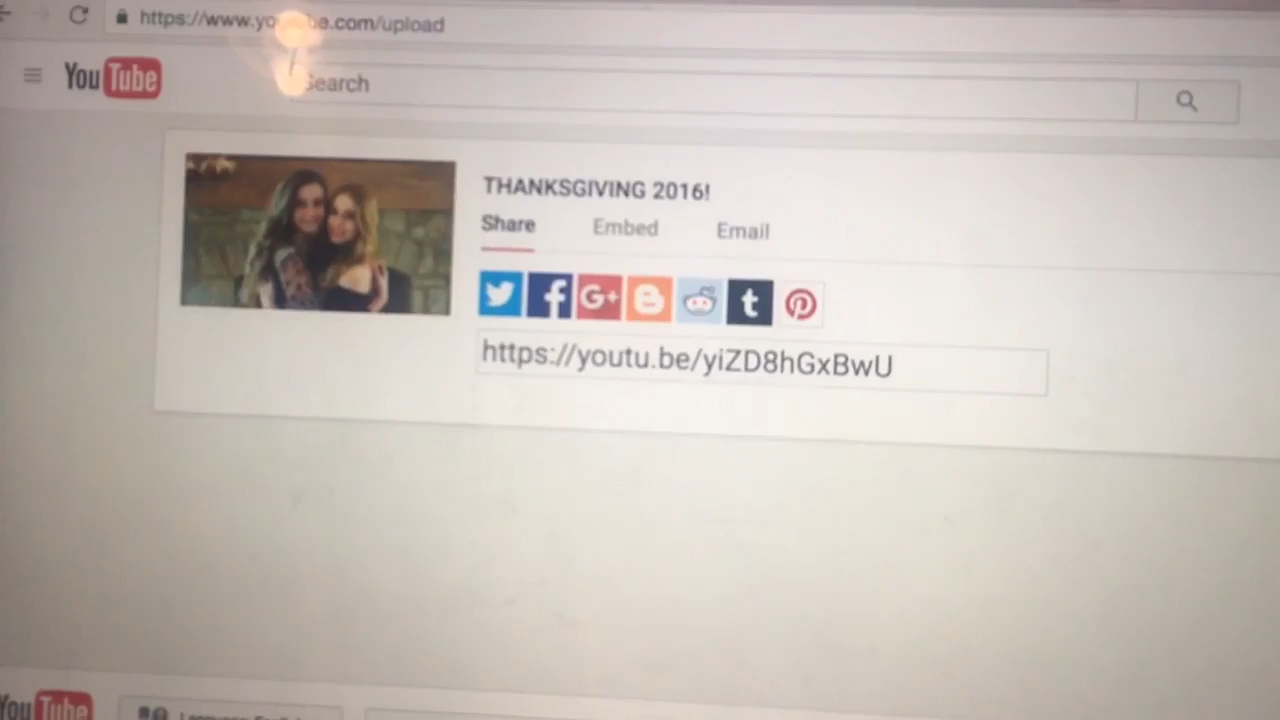 https://www.yo be.com/upload
YouTube
Search
THANKSGIVING 2016!
Share Embed Email
G+
https://youtu.be/yiZD8hGxBwU
YouTube